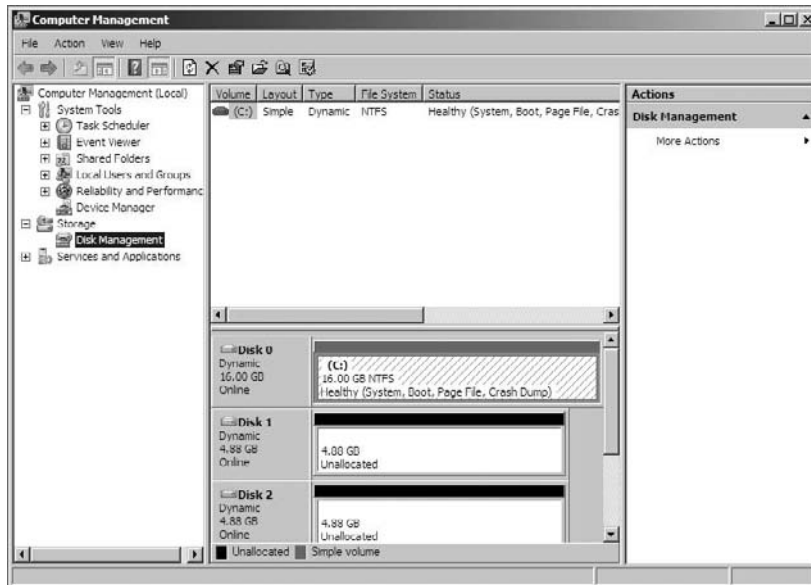 Computer Management
File Action View Help
Computer Management (Local)
System Tools
Task Scheduler
Event Viewer
Shared Folders
Local Users and Groups
Reliability and Performanc
Device Manager
Storage
Disk Management
Services and Applications
Volume Layout Type File System Status
(C:) Simple Dynamic NTFS Healthy (System, Boot, Page File, Cras
Disk 0
Dynamic
16.00 GB
Online
(C:)
16.00 GB NTFS
Healthy (System, Boot, Page File, Crash Dump)
Disk 1
Dynamic
4.88 GB
Online
4.88 GB
Unallocated
Disk 2
Dynamic
4.88 GB
Online
4.88 GB
Unallocated
Unallocated Simple volume
Actions
Disk Management
More Actions